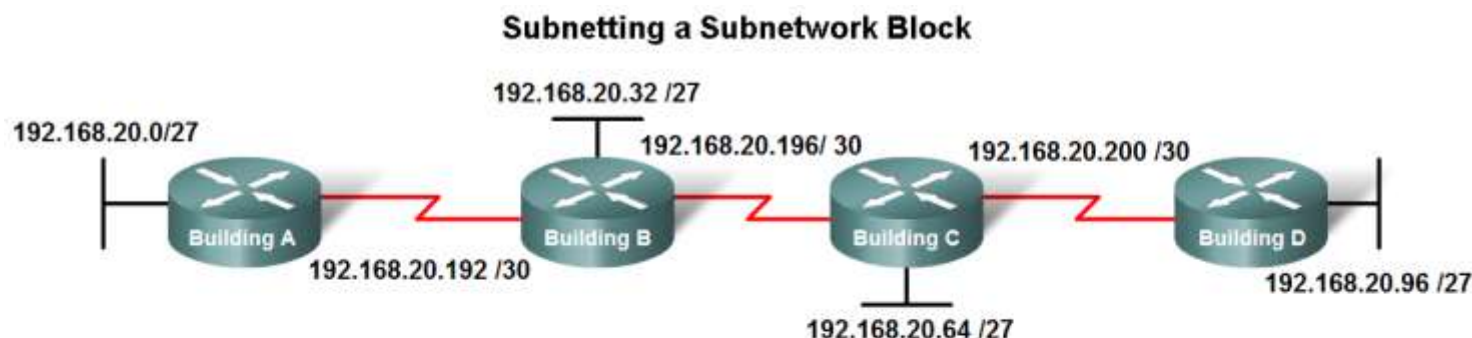 Subnetting a Subnetwork Block
192.168.20.32 /27
192.168.20.0/27
192.168.20.196/ 30
192.168.20.200 /30
Building A
Building B
Building C
Building D
192.168.20.192 /30
192.168.20.96 /27
192.168.20.64 /27